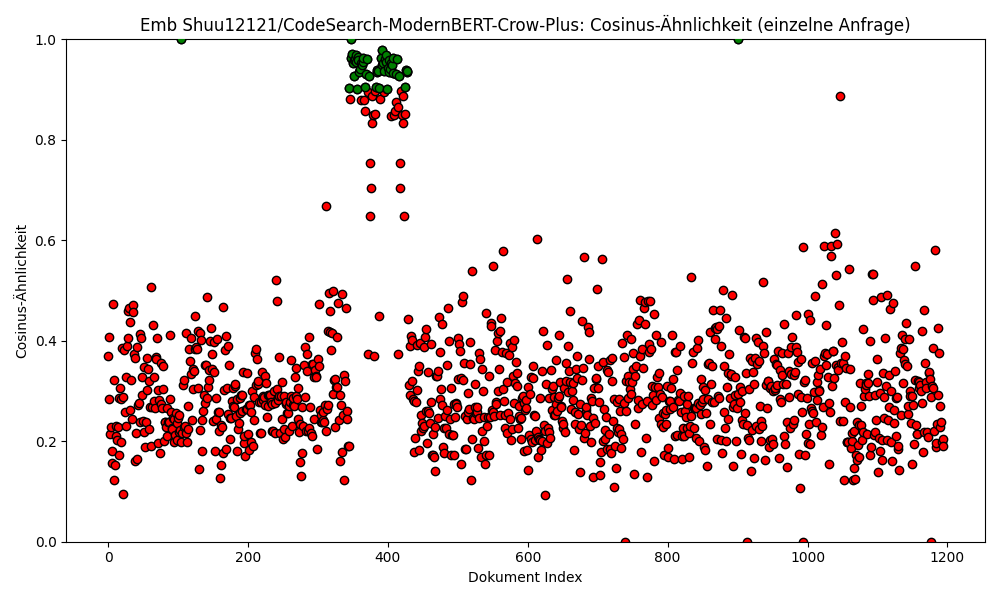 Emb Shuu12121/CodeSearch-ModernBERT-Crow-Plus: Cosinus-Ähnlichkeit (einzelne Anfrage)
1.0
0.8
0.6
0.4
0.2
0.0
Cosinus-Ähnlichkeit
0 200 400 600 800 1000 1200
Dokument Index